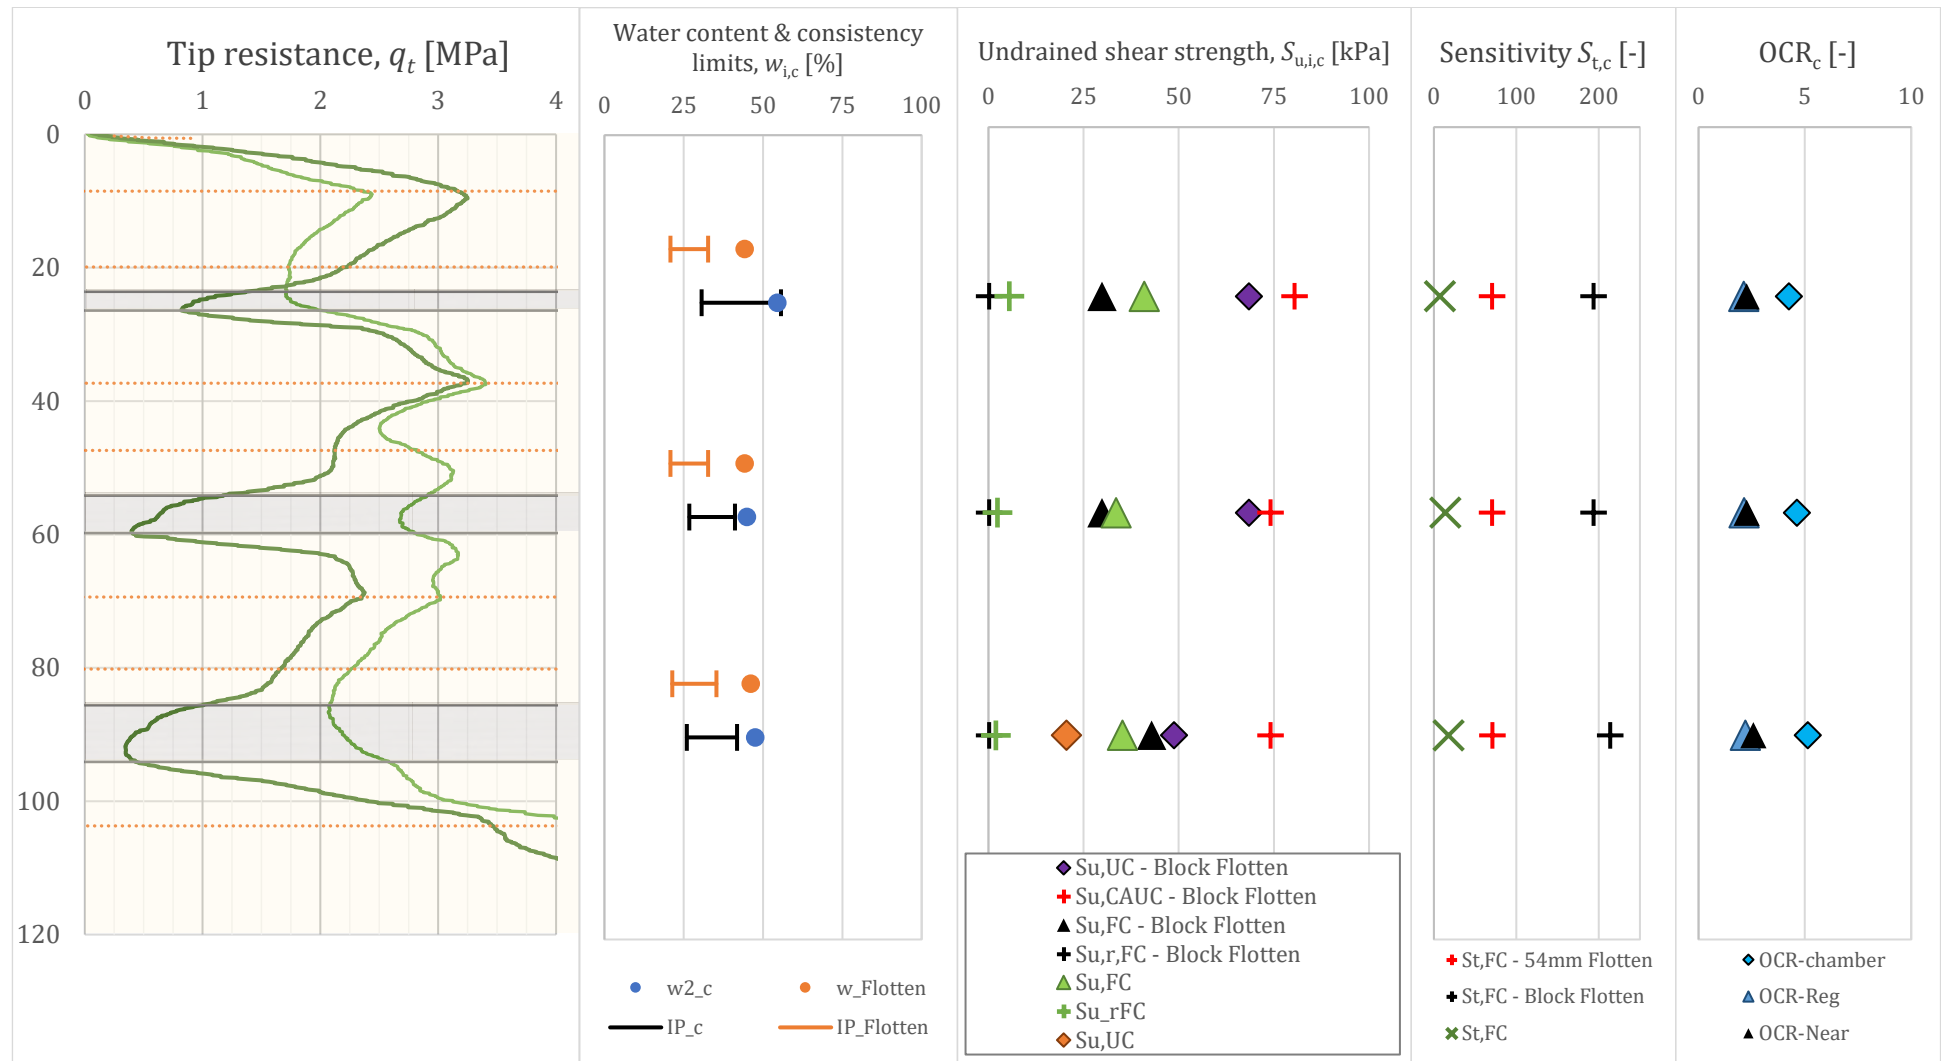 Tip resistance, qt [MPa]
0 1 2 3 4
0
20
40
60
80
100
120
Water content & consistency
limits, wi,c [%]
0 25 50 75 100
w2_c w_Flotten
IP_c IP_Flotten
Undrained shear strength, Su,i,c [kPa]
0 25 50 75 100
Su,UC - Block Flotten
Su,CAUC - Block Flotten
Su,FC - Block Flotten
Su,r,FC - Block Flotten
Su,FC
Su_rFC
Su,UC
Sensitivity St,c [-]
0 100 200
St,FC - 54mm Flotten
St,FC - Block Flotten
St,FC
OCRc [-]
0 5 10
OCR-chamber
OCR-Reg
OCR-Near